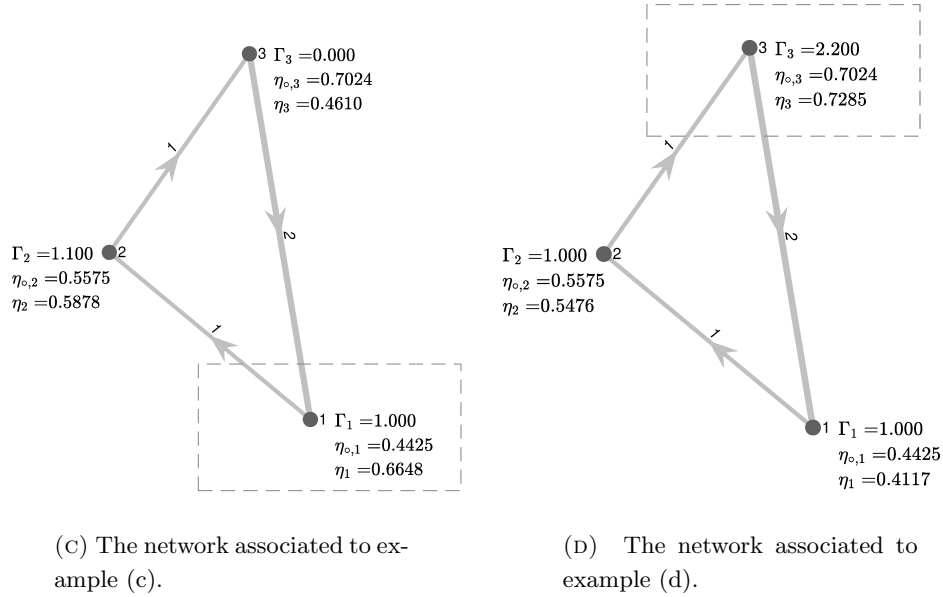 3 Γ₃ =0.000
η∘,₃ =0.7024
η₃ =0.4610
1
2
Γ₂ =1.100 2
η∘,₂ =0.5575
η₂ =0.5878
1
1 Γ₁ =1.000
η∘,₁ =0.4425
η₁ =0.6648
(C) The network associated to ex-
ample (c).
3 Γ₃ =2.200
η∘,₃ =0.7024
η₃ =0.7285
1
2
Γ₂ =1.000 2
η∘,₂ =0.5575
η₂ =0.5476
1
1 Γ₁ =1.000
η∘,₁ =0.4425
η₁ =0.4117
(D) The network associated to
example (d).